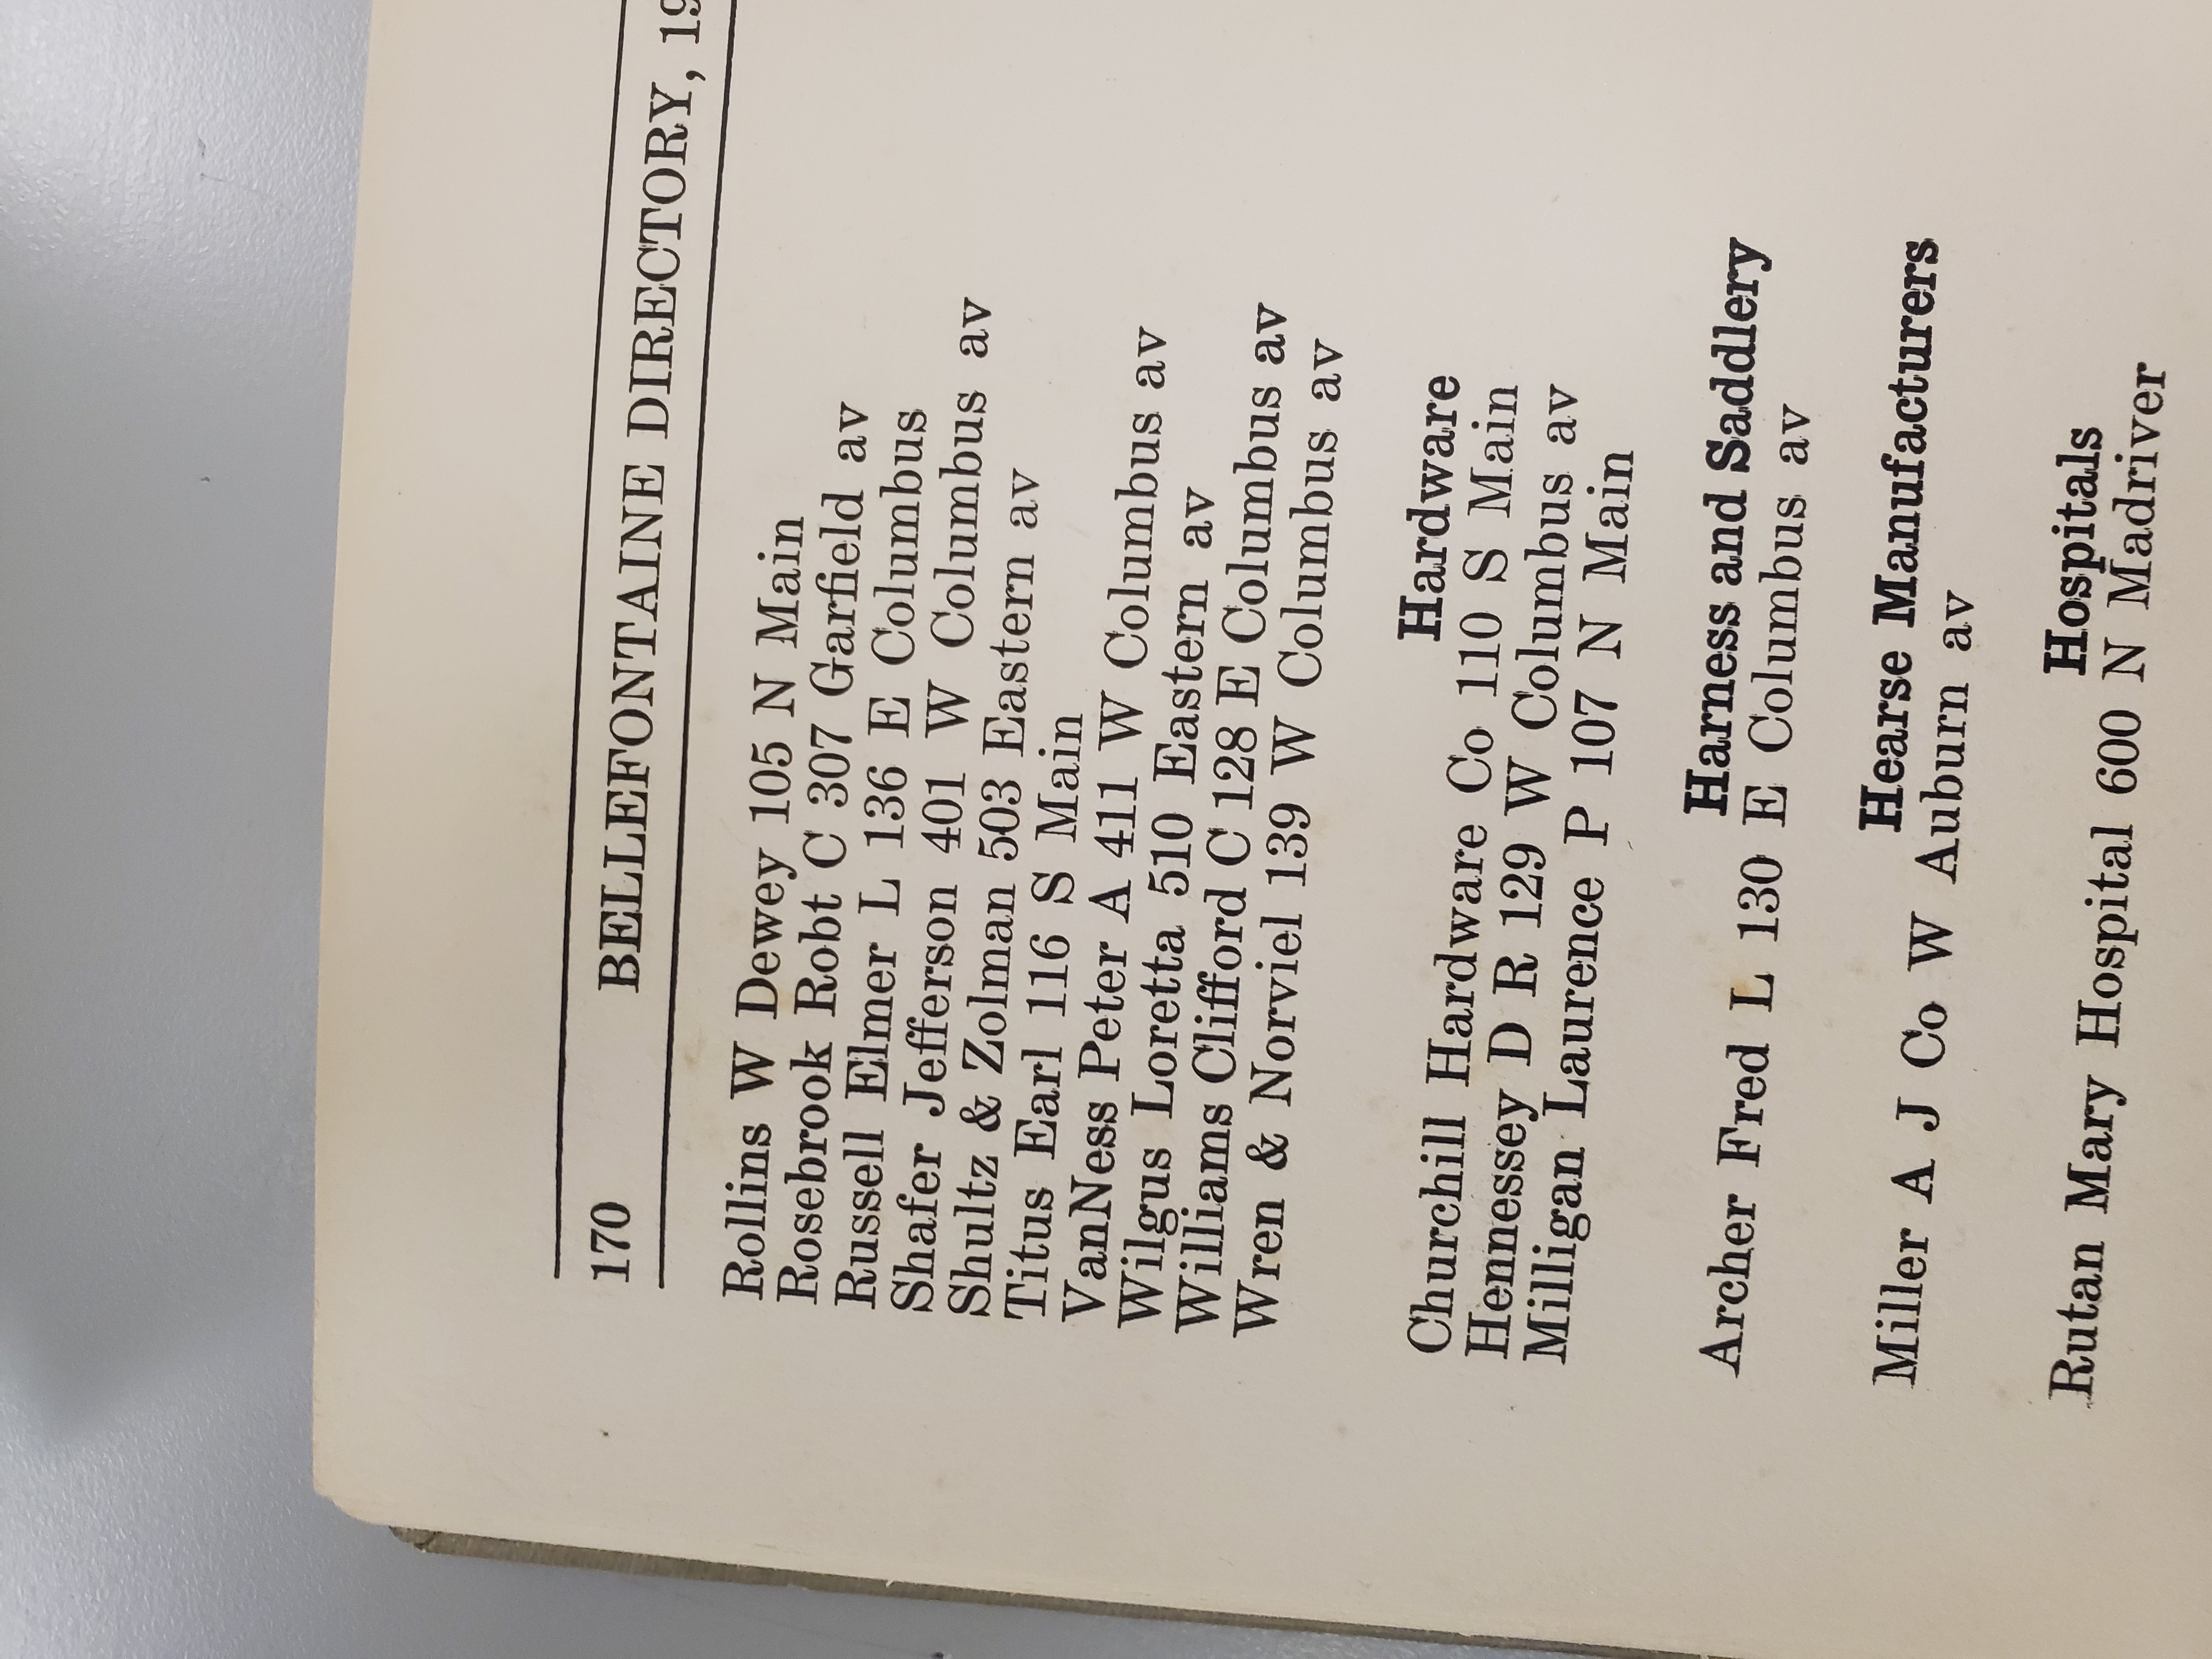 170 BELLEFONTAINE DIRECTORY, 19
Rollins W Dewey 105 N Main
Rosebrook Robt C 307 Garfield av
Russell Elmer L 136 E Columbus
Shafer Jefferson 401 W Columbus av
Shultz & Zolman 503 Eastern av
Titus Earl 116 S Main
VanNess Peter A 411 W Columbus av
Wilgus Loretta 510 Eastern av
Williams Clifford C 128 E Columbus av
Wren & Norviel 139 W Columbus av
Hardware
Churchill Hardware Co 110 S Main
Hennessey D R 129 W Columbus av
Milligan Laurence P 107 N Main
Harness and Saddlery
Archer Fred L 130 E Columbus av
Hearse Manufacturers
Miller A J Co W Auburn av
Hospitals
Rutan Mary Hospital 600 N Madriver